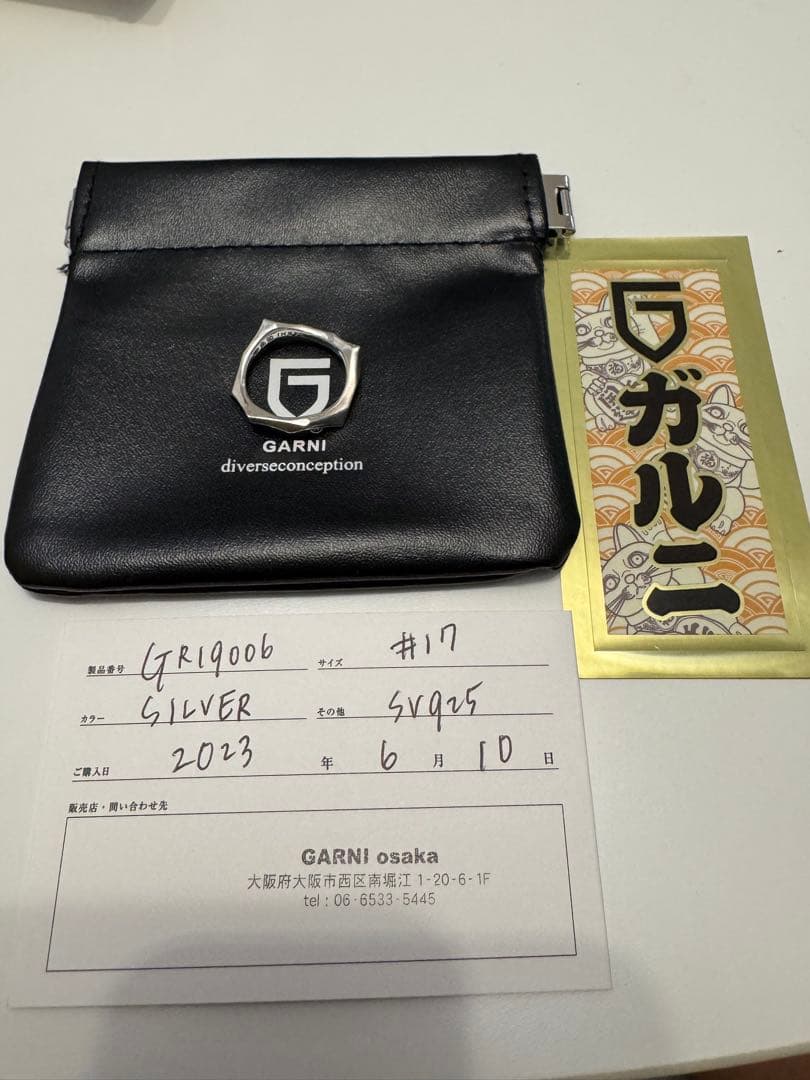 G
GARNI
diverseconception
G
ガルニ
製品番号 GR19006 サイズ #17
カラー SILVER その他 SV925
ご購入日 2023 年 6 月 10 日
販売店・問い合わせ先
GARNI osaka
大阪府大阪市西区南堀江 1-20-6-1F
tel : 06-6533-5445